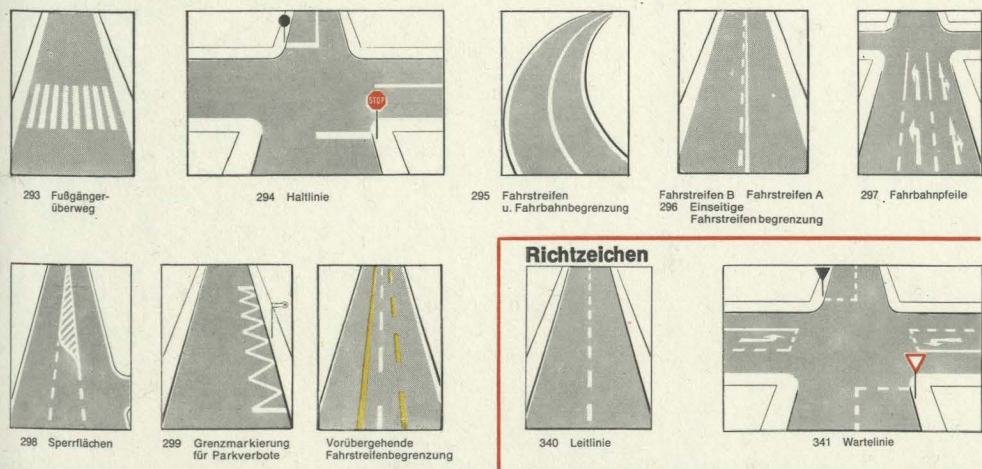 STOP
293 Fußgänger-
überweg
294 Haltlinie
295 Fahrstreifen
u. Fahrbahnbegrenzung
Fahrstreifen B Fahrstreifen A
296 Einseitige
Fahrstreifenbegrenzung
297 Fahrbahnpfeile
Richtzeichen
298 Sperrflächen
299 Grenzmarkierung
für Parkverbote
Vorübergehende
Fahrstreifenbegrenzung
340 Leitlinie
341 Wartelinie